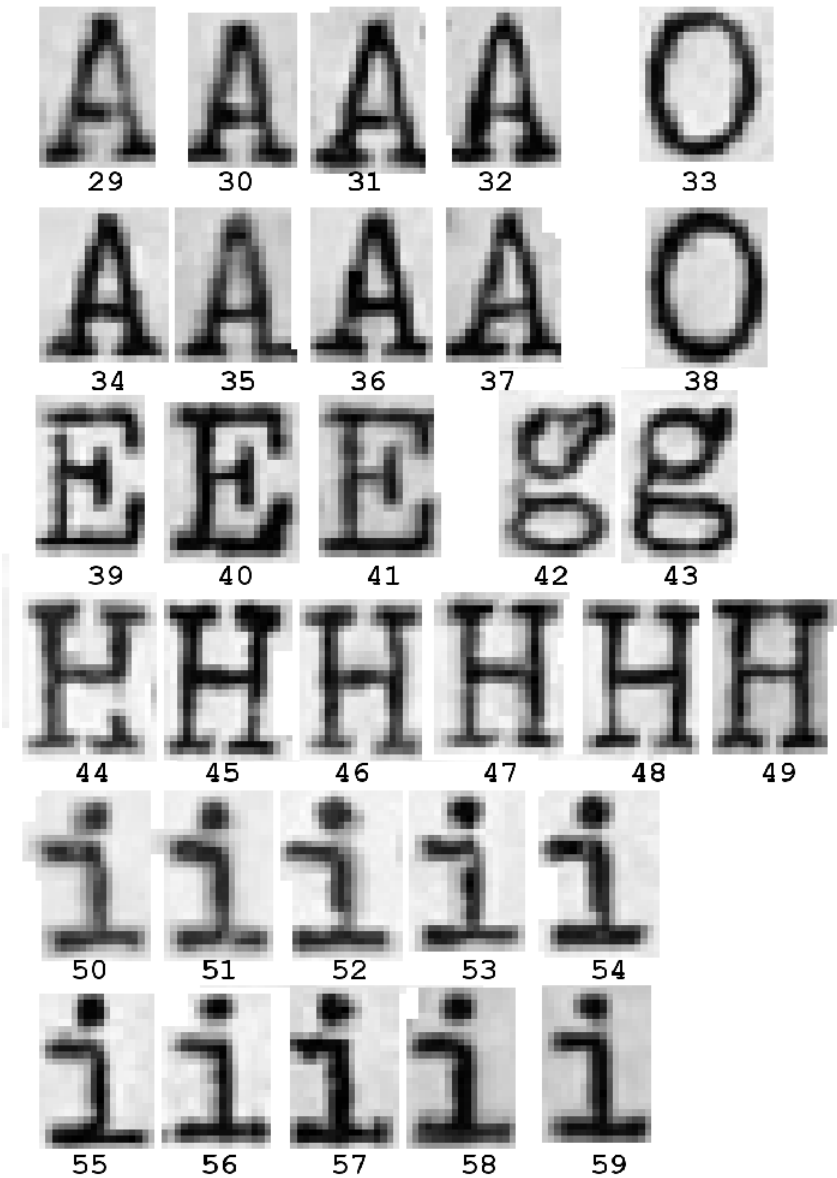 A A A A O
29 30 31 32 33
A A A A O
34 35 36 37 38
E E E g g
39 40 41 42 43
H H H H H H
44 45 46 47 48 49
i i i i i
50 51 52 53 54
i i i i i
55 56 57 58 59